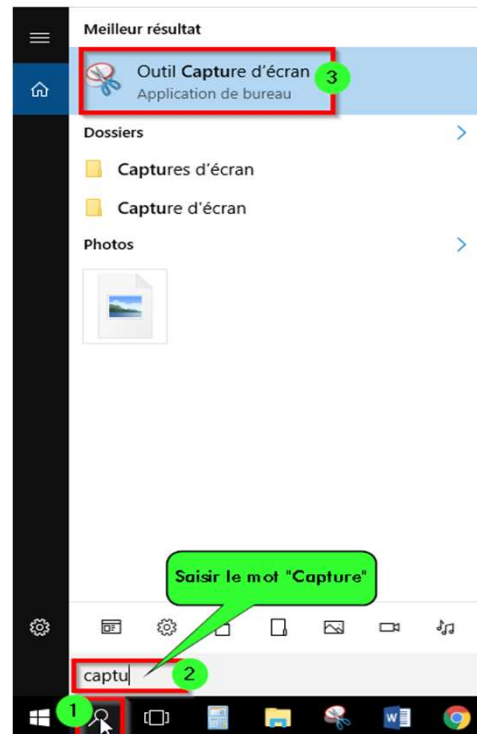 Meilleur résultat
Outil Capture d'écran
3
Application de bureau
Dossiers
Captures d'écran
Capture d'écran
Photos
Saisir le mot "Capture"
captu
2
1